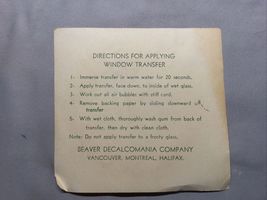 DIRECTIONS FOR APPLYING
WINDOW TRANSFER
1- Immerse transfer in warm water for 20 seconds.
2- Apply transfer, face down, to inside of wet glass.
3- Work out all air bubbles with stiff card.
4- Remove backing paper by sliding downward off
transfer
5- With wet cloth, thoroughly wash gum from back of
transfer, then dry with clean cloth.
Note: Do not apply transfer to a frosty glass.
BEAVER DECALCOMANIA COMPANY
VANCOUVER, MONTREAL, HALIFAX.